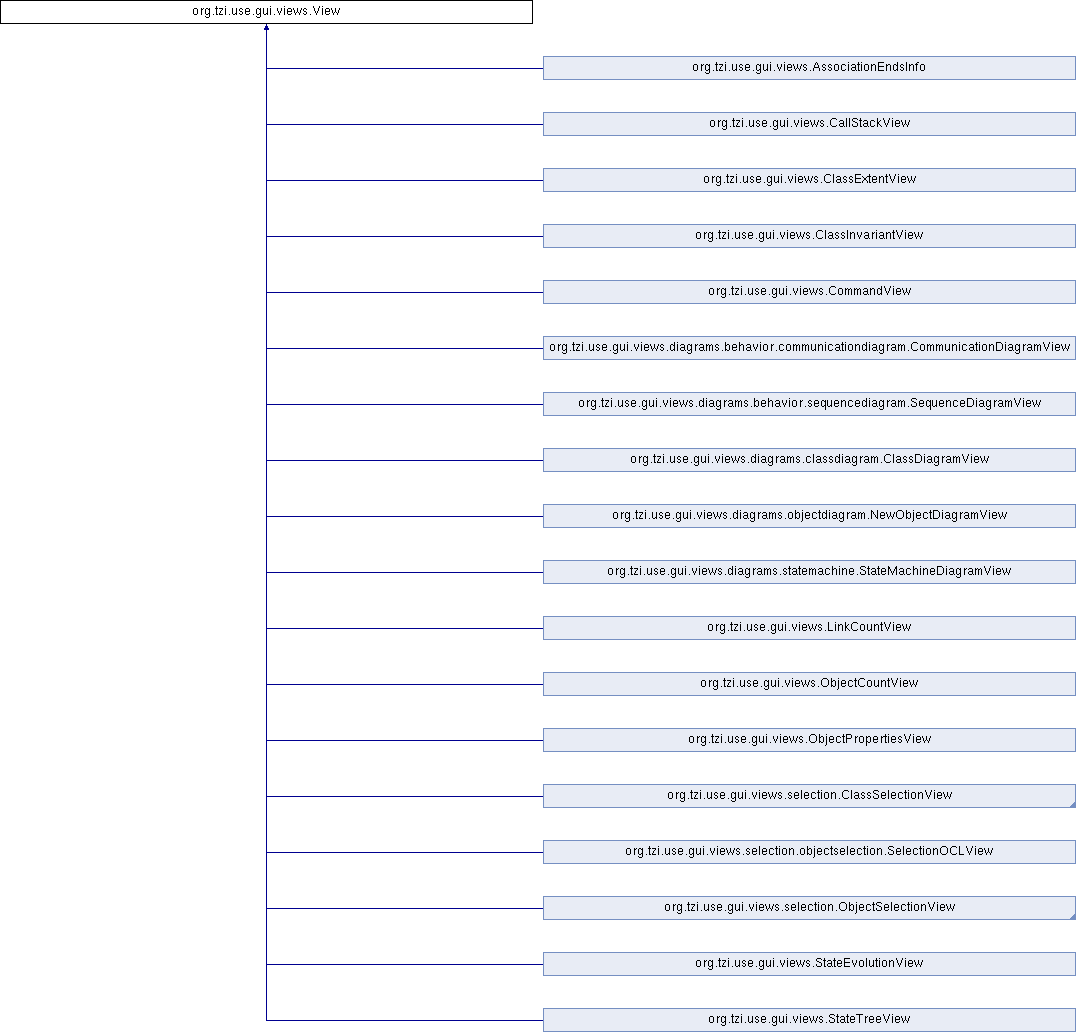 org.tzi.use.gui.views.View
org.tzi.use.gui.views.AssociationEndsInfo
org.tzi.use.gui.views.CallStackView
org.tzi.use.gui.views.ClassExtentView
org.tzi.use.gui.views.ClassInvariantView
org.tzi.use.gui.views.CommandView
org.tzi.use.gui.views.diagrams.behavior.communicationdiagram.CommunicationDiagramView
org.tzi.use.gui.views.diagrams.behavior.sequencediagram.SequenceDiagramView
org.tzi.use.gui.views.diagrams.classdiagram.ClassDiagramView
org.tzi.use.gui.views.diagrams.objectdiagram.NewObjectDiagramView
org.tzi.use.gui.views.diagrams.statemachine.StateMachineDiagramView
org.tzi.use.gui.views.LinkCountView
org.tzi.use.gui.views.ObjectCountView
org.tzi.use.gui.views.ObjectPropertiesView
org.tzi.use.gui.views.selection.ClassSelectionView
org.tzi.use.gui.views.selection.objectselection.SelectionOCLView
org.tzi.use.gui.views.selection.ObjectSelectionView
org.tzi.use.gui.views.StateEvolutionView
org.tzi.use.gui.views.StateTreeView